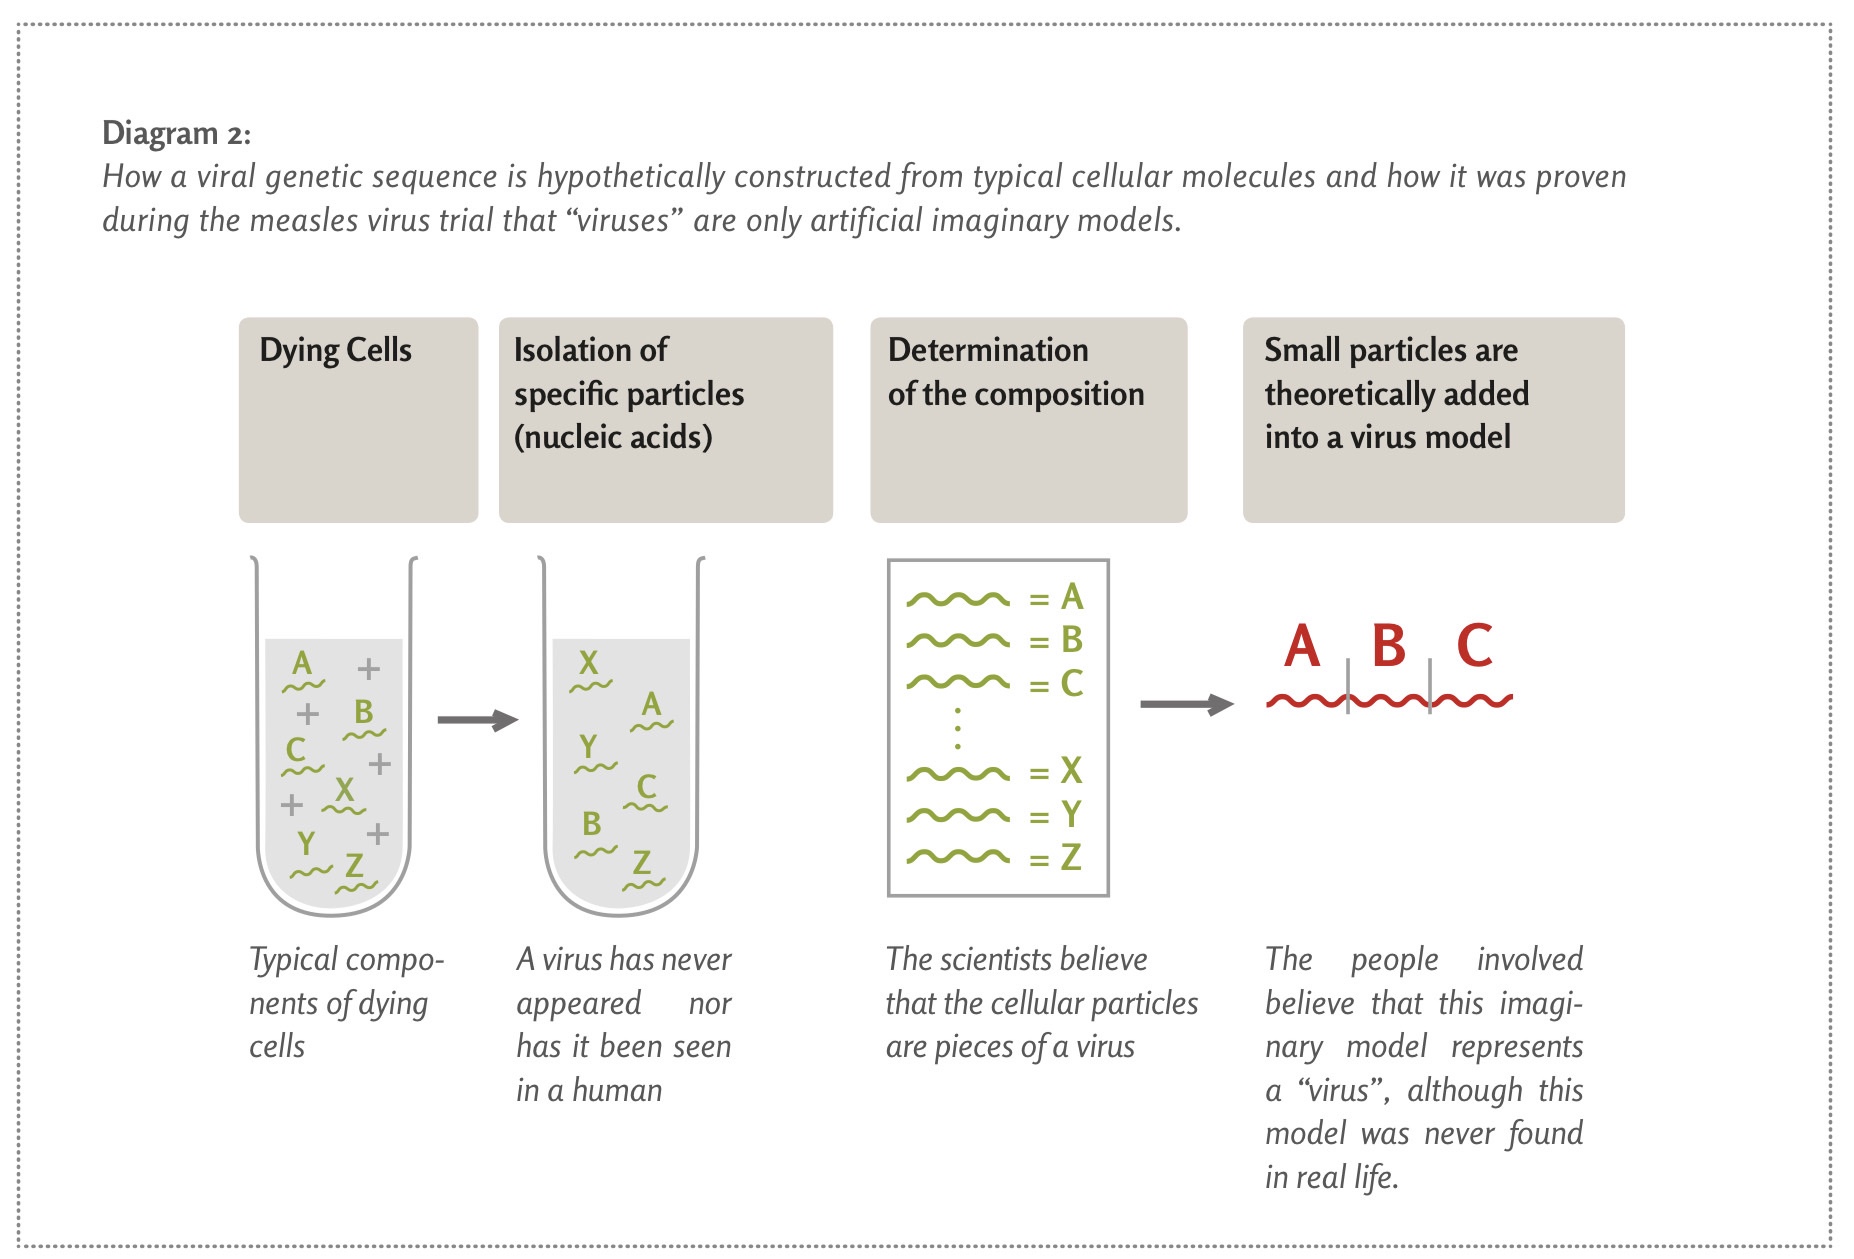 Diagram 2:
How a viral genetic sequence is hypothetically constructed from typical cellular molecules and how it was proven
during the measles virus trial that “viruses” are only artificial imaginary models.
Dying Cells
Isolation of
specific particles
(nucleic acids)
Determination
of the composition
Small particles are
theoretically added
into a virus model
A
+
+
B
C
+
X
+
Y
+
Z
X
A
Y
C
B
Z
= A
= B
= C
= X
= Y
= Z
A B C
Typical compo-
nents of dying
cells
A virus has never
appeared nor
has it been seen
in a human
The scientists believe
that the cellular particles
are pieces of a virus
The people involved
believe that this imagi-
nary model represents
a “virus”, although this
model was never found
in real life.